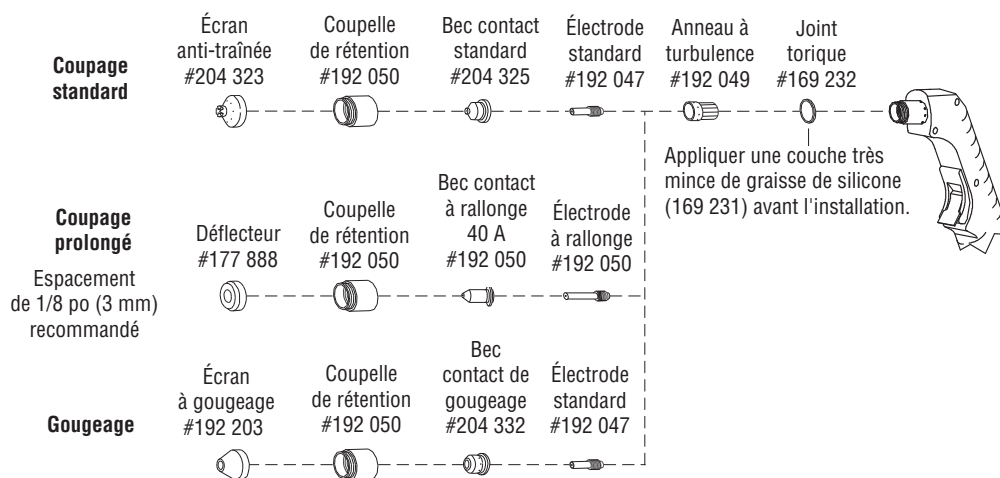 Coupage
standard
Écran
anti-traînée
#204 323
Coupelle
de rétention
#192 050
Bec contact
standard
#204 325
Électrode
standard
#192 047
Anneau à
turbulence
#192 049
Joint
torique
#169 232
Appliquer une couche très
mince de graisse de silicone
(169 231) avant l'installation.
Coupage
prolongé
Espacement
de 1/8 po (3 mm)
recommandé
Déflecteur
#177 888
Coupelle
de rétention
#192 050
Bec contact
à rallonge
40 A
#192 050
Électrode
à rallonge
#192 050
Gougeage
Écran
à gougeage
#192 203
Coupelle
de rétention
#192 050
Bec
contact de
gougeage
#204 332
Électrode
standard
#192 047